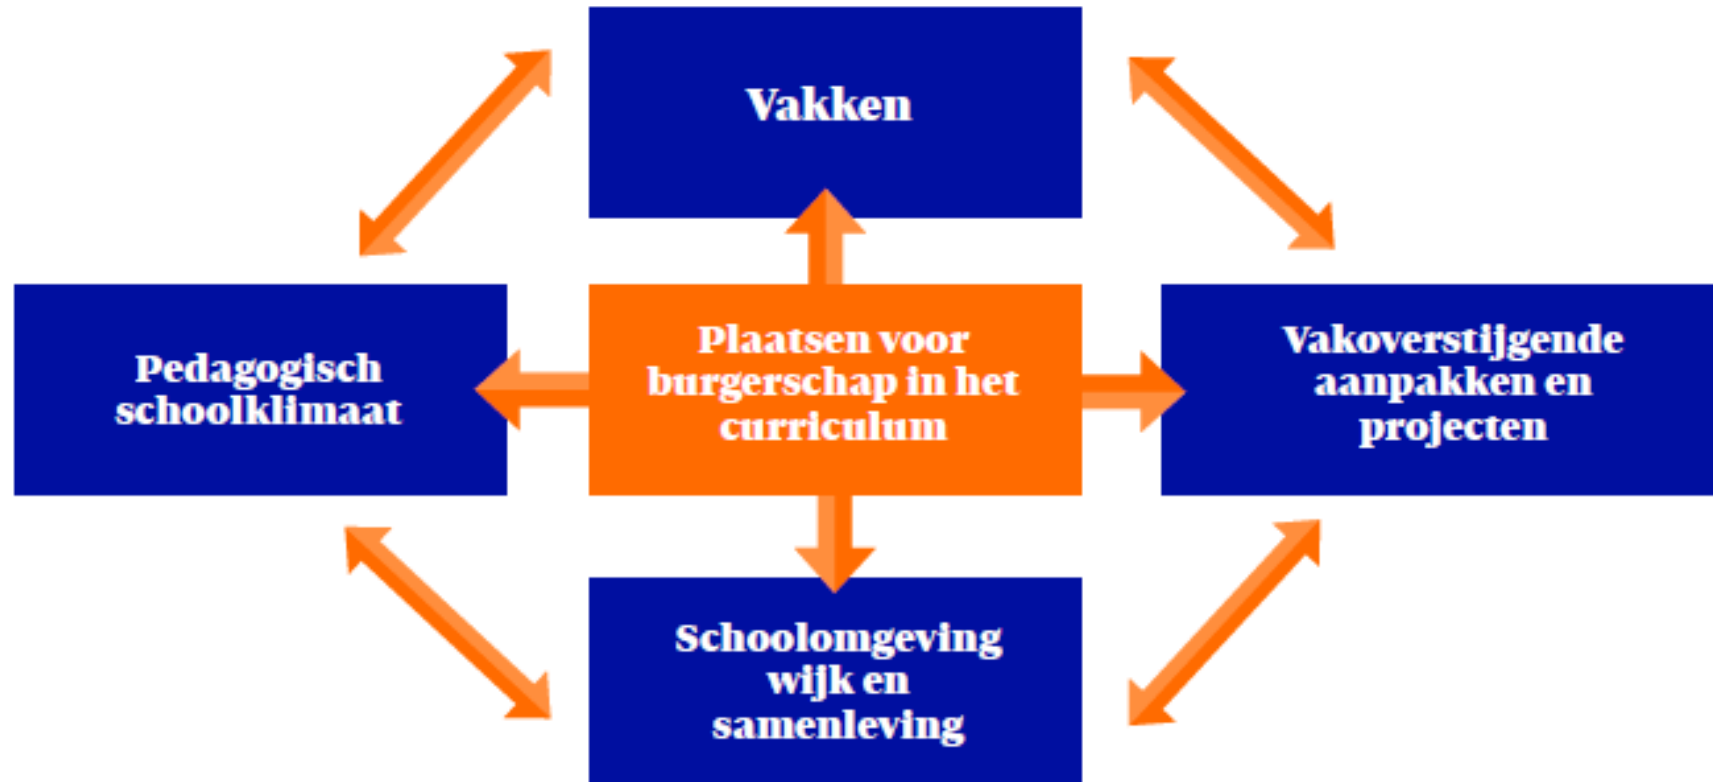 Vakken
Pedagogisch
schoolklimaat
Plaatsen voor
burgerschap in het
curriculum
Vakoverstijgende
aanpakken en
projecten
Schoolomgeving
wijk en
samenleving